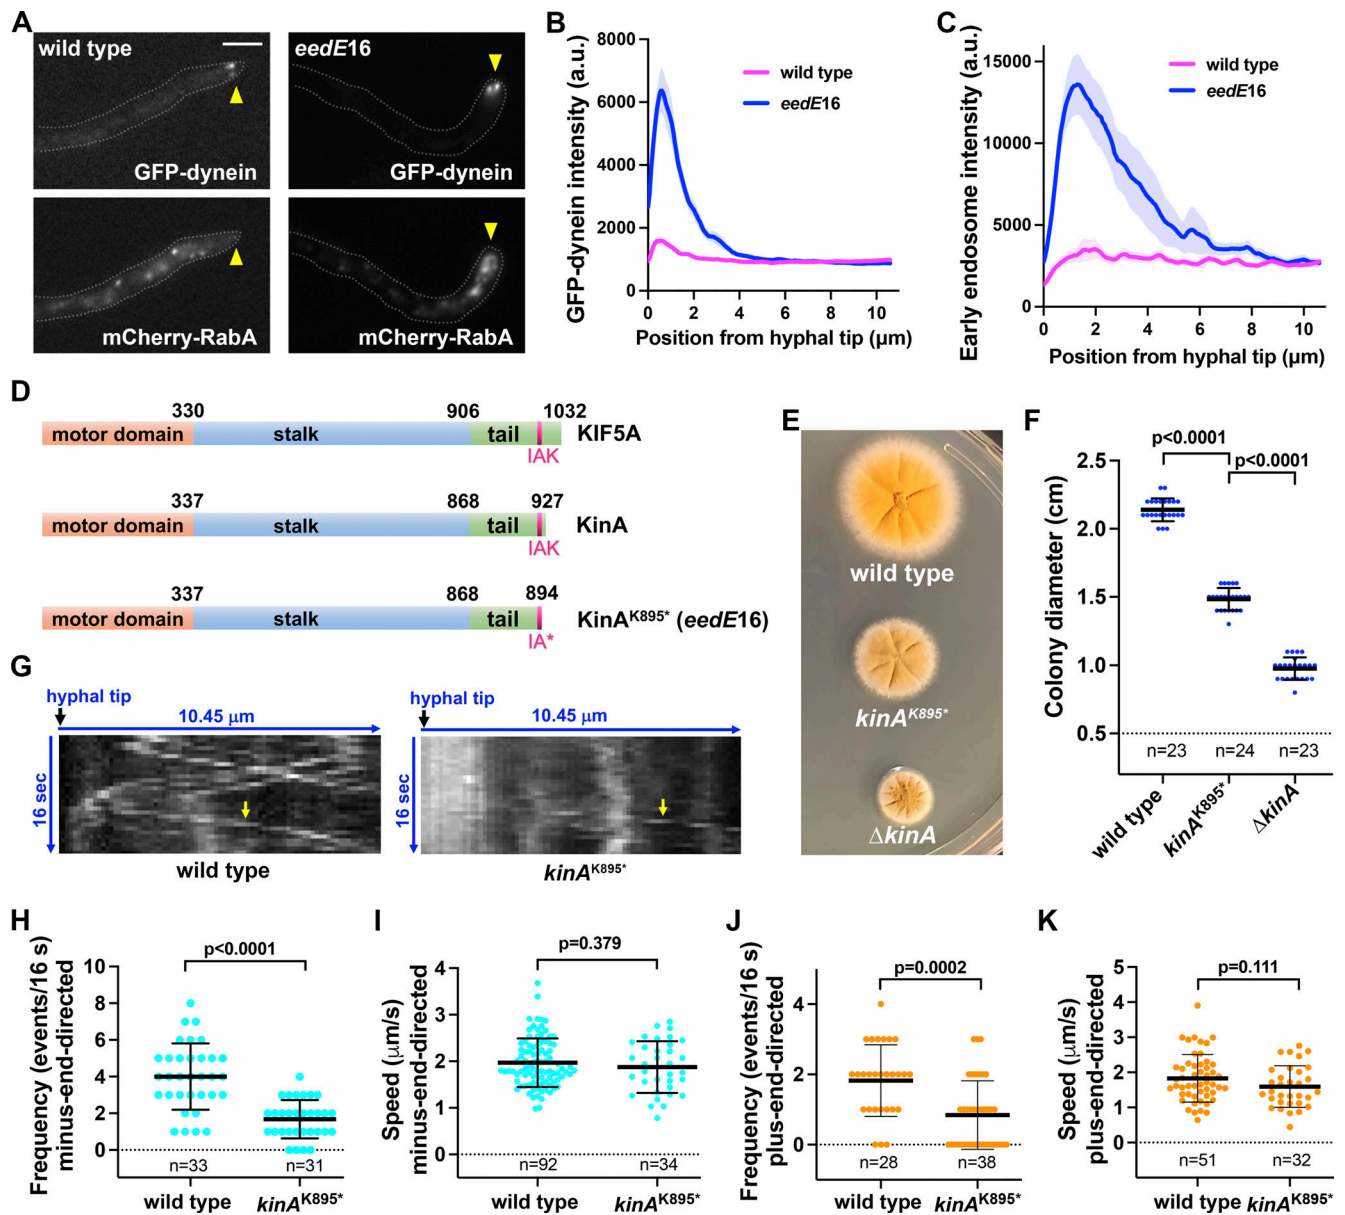 A
wild type
eedE16
GFP-dynein
GFP-dynein
mCherry-RabA
mCherry-RabA
B
GFP-dynein intensity (a.u.)
8000
6000
4000
2000
0
wild type
eedE16
0 2 4 6 8 10
Position from hyphal tip (μm)
C
Early endosome intensity (a.u.)
15000
10000
5000
0
wild type
eedE16
0 2 4 6 8 10
Position from hyphal tip (μm)
D
330 906 1032
motor domain stalk tail KIF5A
IAK
337 868 927
motor domain stalk tail KinA
IAK
337 868 894
motor domain stalk tail KinAK895* (eedE16)
IA*
E
wild type
kinAK895*
ΔkinA
F
Colony diameter (cm)
p<0.0001
p<0.0001
2.5
2.0
1.5
1.0
0.5
n=23 n=24 n=23
wild type
kinAK895*
ΔkinA
G
hyphal tip
10.45 μm
16 sec
wild type
hyphal tip
10.45 μm
16 sec
kinAK895*
H
Frequency (events/16 s)
minus-end-directed
p<0.0001
10
8
6
4
2
0
n=33 n=31
wild type kinAK895*
I
Speed (μm/s)
minus-end-directed
p=0.379
4
3
2
1
0
n=92 n=34
wild type kinAK895*
J
Frequency (events/16 s)
plus-end-directed
p=0.0002
4
2
0
n=28 n=38
wild type kinAK895*
K
Speed (μm/s)
plus-end-directed
p=0.111
5
4
3
2
1
0
n=51 n=32
wild type kinAK895*